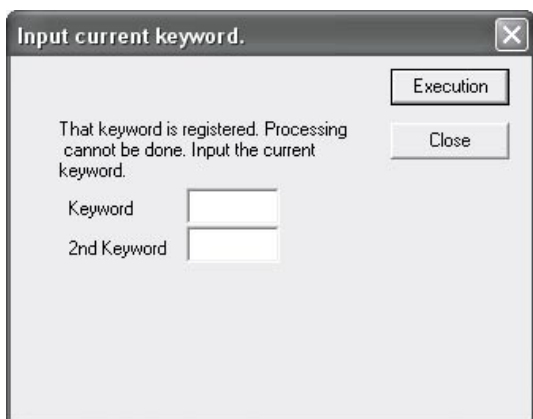 Input current keyword.
Execution
That keyword is registered. Processing
cannot be done. Input the current
keyword.
Close
Keyword
2nd Keyword